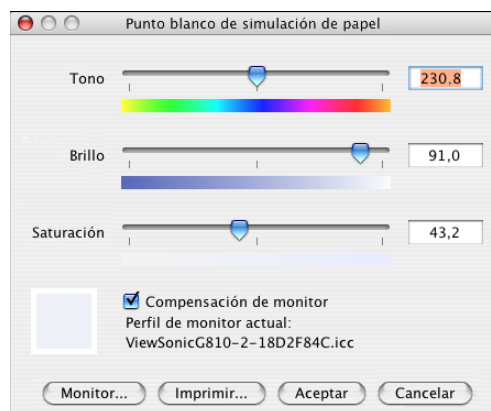 Punto blanco de simulación de papel
Tono 230,8
Brillo 91,0
Saturación 43,2
Compensación de monitor
Perfil de monitor actual:
ViewSonicG810-2-18D2F84C.icc
Monitor... Imprimir... Aceptar Cancelar